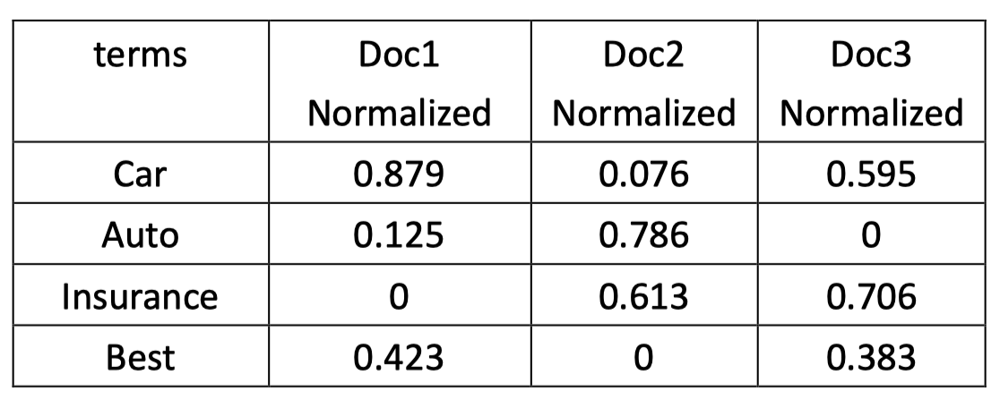 terms Doc1 Doc2 Doc3
Normalized Normalized Normalized
Car 0.879 0.076 0.595
Auto 0.125 0.786 0
Insurance 0 0.613 0.706
Best 0.423 0 0.383